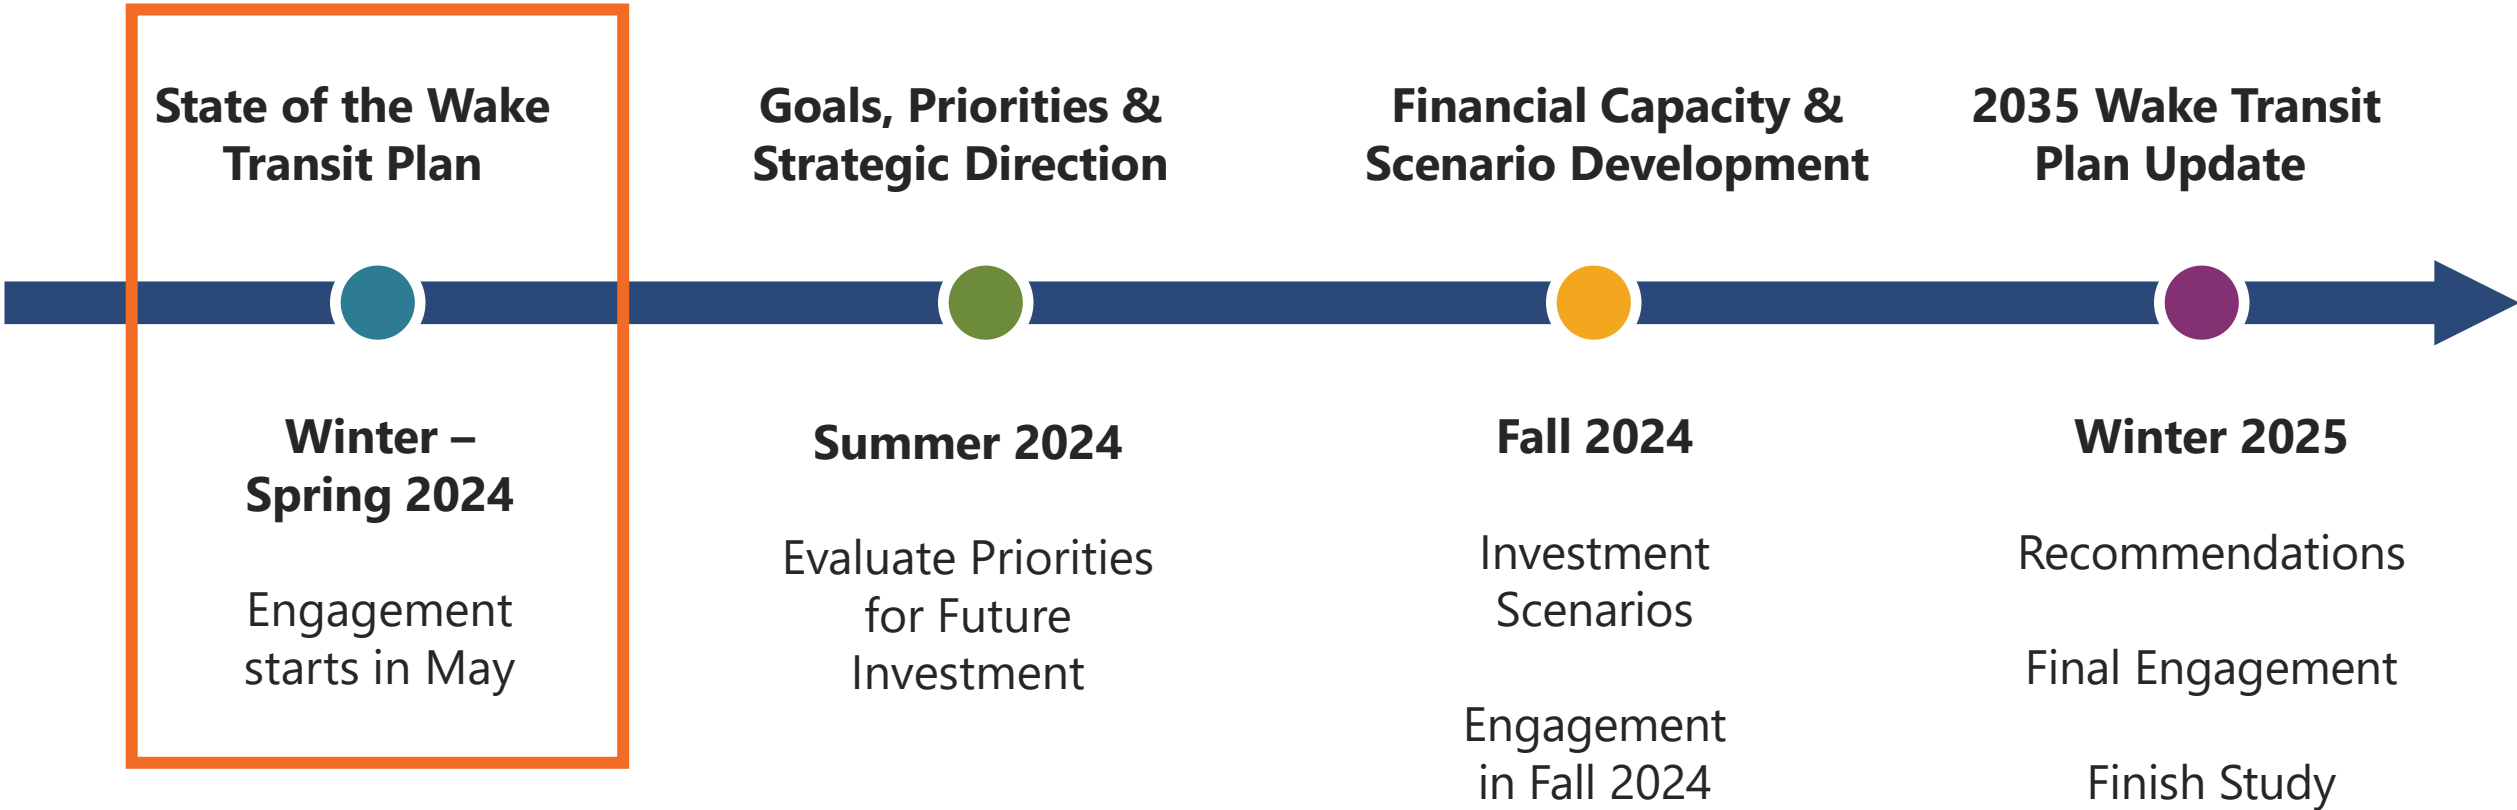 State of the Wake
Transit Plan
Winter –
Spring 2024
Engagement
starts in May
Goals, Priorities &
Strategic Direction
Summer 2024
Evaluate Priorities
for Future
Investment
Financial Capacity &
Scenario Development
Fall 2024
Investment
Scenarios
Engagement
in Fall 2024
2035 Wake Transit
Plan Update
Winter 2025
Recommendations
Final Engagement
Finish Study